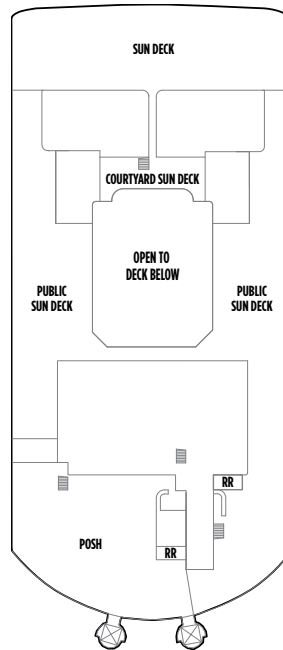 SUN DECK
COURTYARD SUN DECK
OPEN TO
DECK BELOW
PUBLIC
SUN DECK
PUBLIC
SUN DECK
RR
POSH
RR